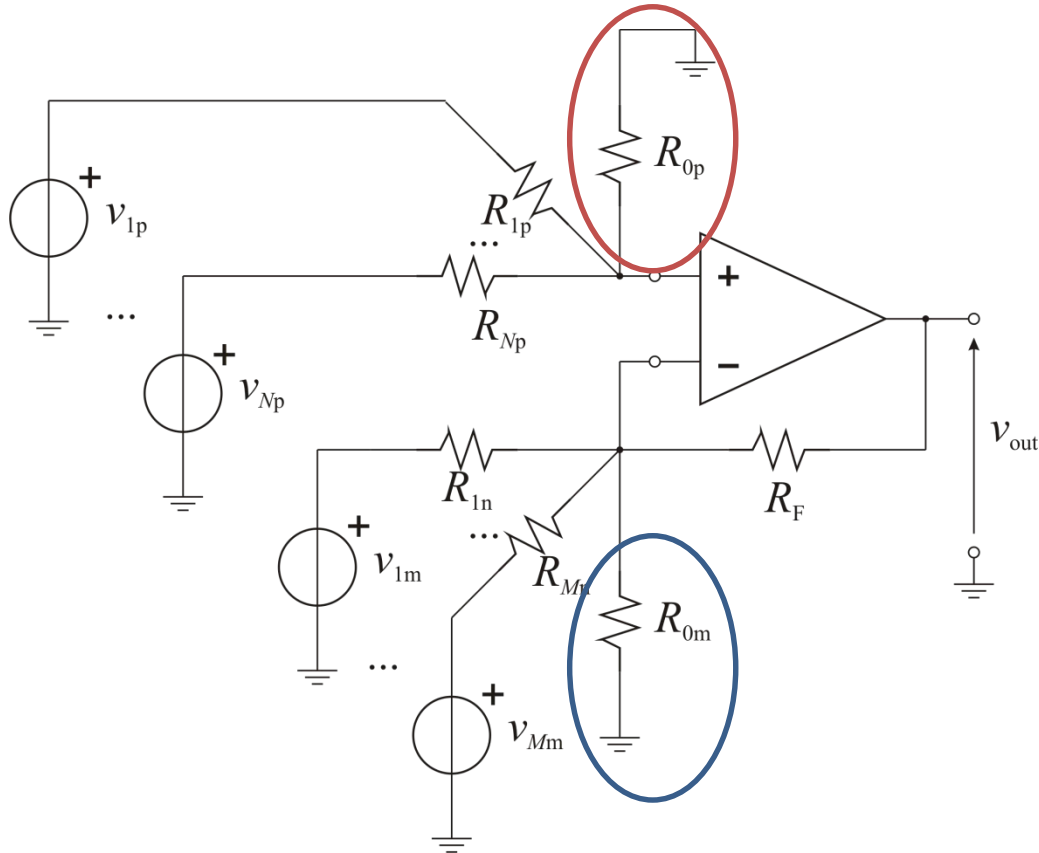 R0p
+
v1p
R1p
...
+
...
RNp
+
vNp
−
vout
R1n
RF
+
v1m
...
RMn
R0m
...
+
vMm